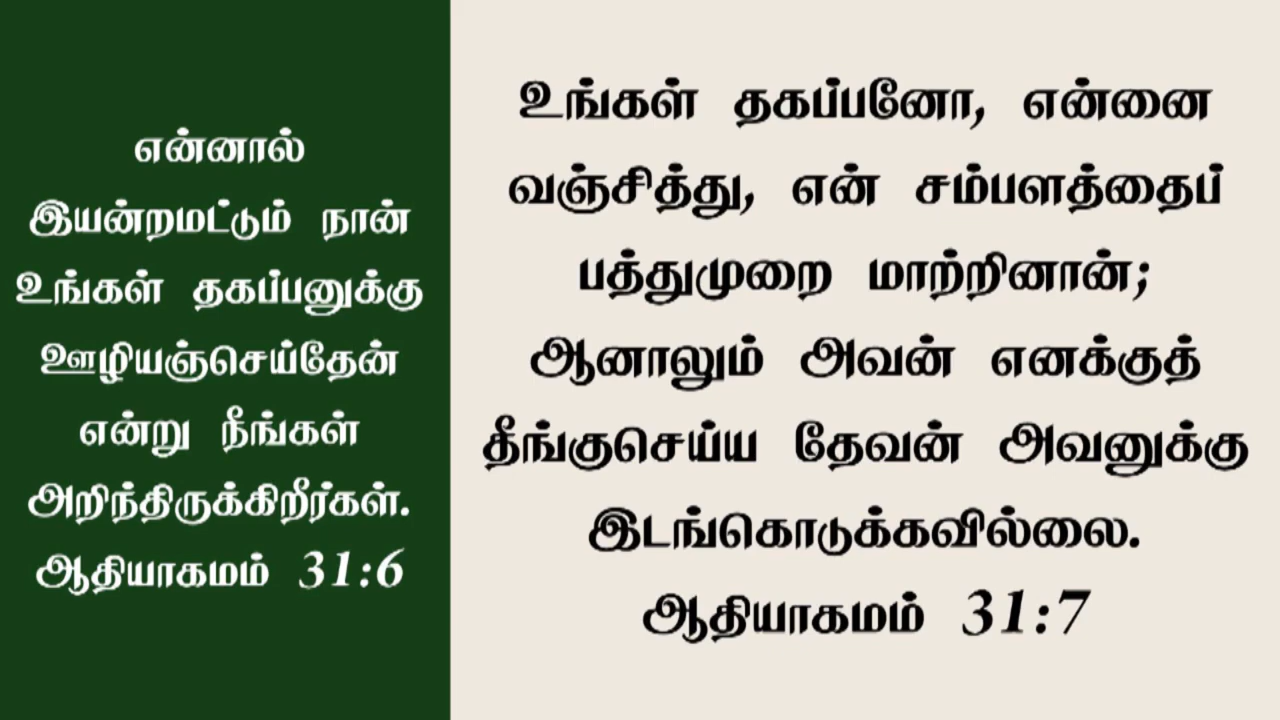 என்னால்
இயன்றமட்டும் நான்
உங்கள் தகப்பனுக்கு
ஊழியஞ்செய்தேன்
என்று நீங்கள்
அறிந்திருக்கிறீர்கள்.
ஆதியாகமம் 31:6
உங்கள் தகப்பனோ, என்னை
வஞ்சித்து, என் சம்பளத்தைப்
பத்துமுறை மாற்றினான்;
ஆனாலும் அவன் எனக்குத்
தீங்குசெய்ய தேவன் அவனுக்கு
இடங்கொடுக்கவில்லை.
ஆதியாகமம் 31:7